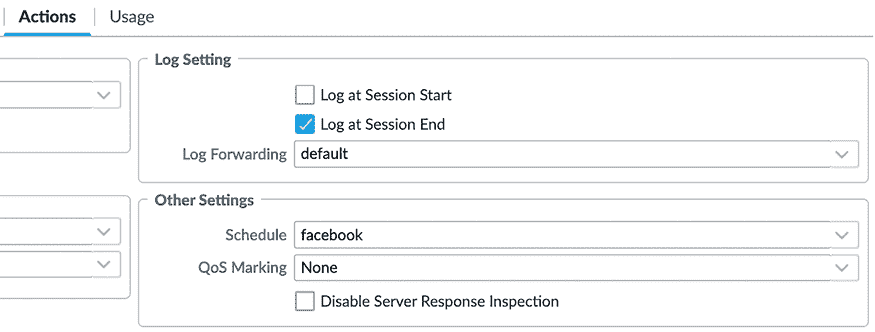 Actions Usage
Log Setting
Log at Session Start
Log at Session End
Log Forwarding default
Other Settings
Schedule facebook
QoS Marking None
Disable Server Response Inspection